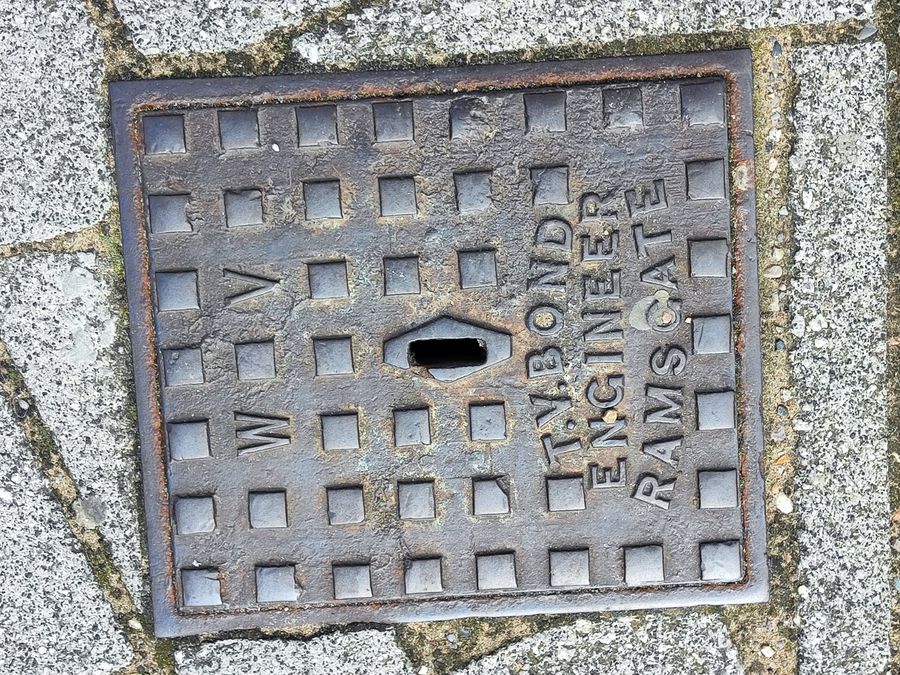 W V
T.V. BOND
ENGINEER
RAMSGATE